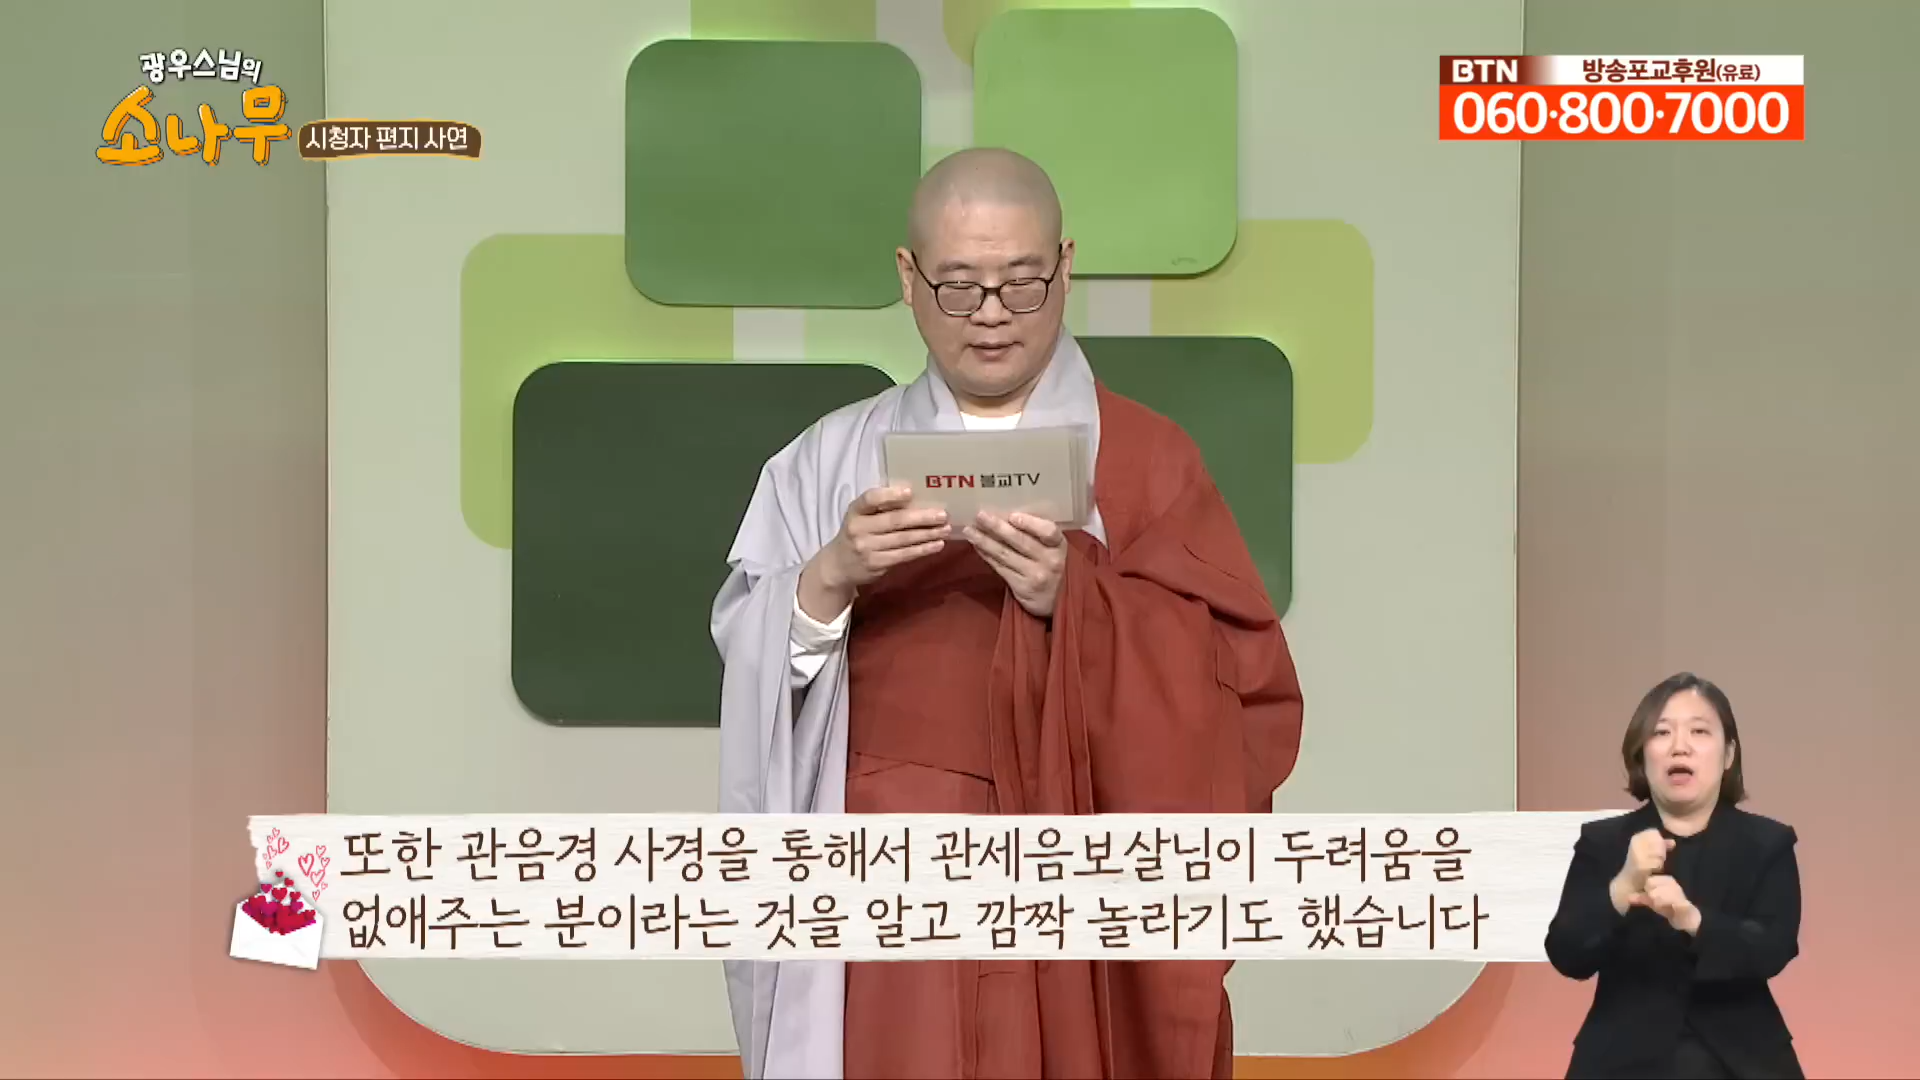 광우스님의
소나무
시청자 편지 사연
BTN 방송포교후원(유료)
060·800·7000
BTN 불교TV
또한 관음경 사경을 통해서 관세음보살님이 두려움을
없애주는 분이라는 것을 알고 깜짝 놀라기도 했습니다